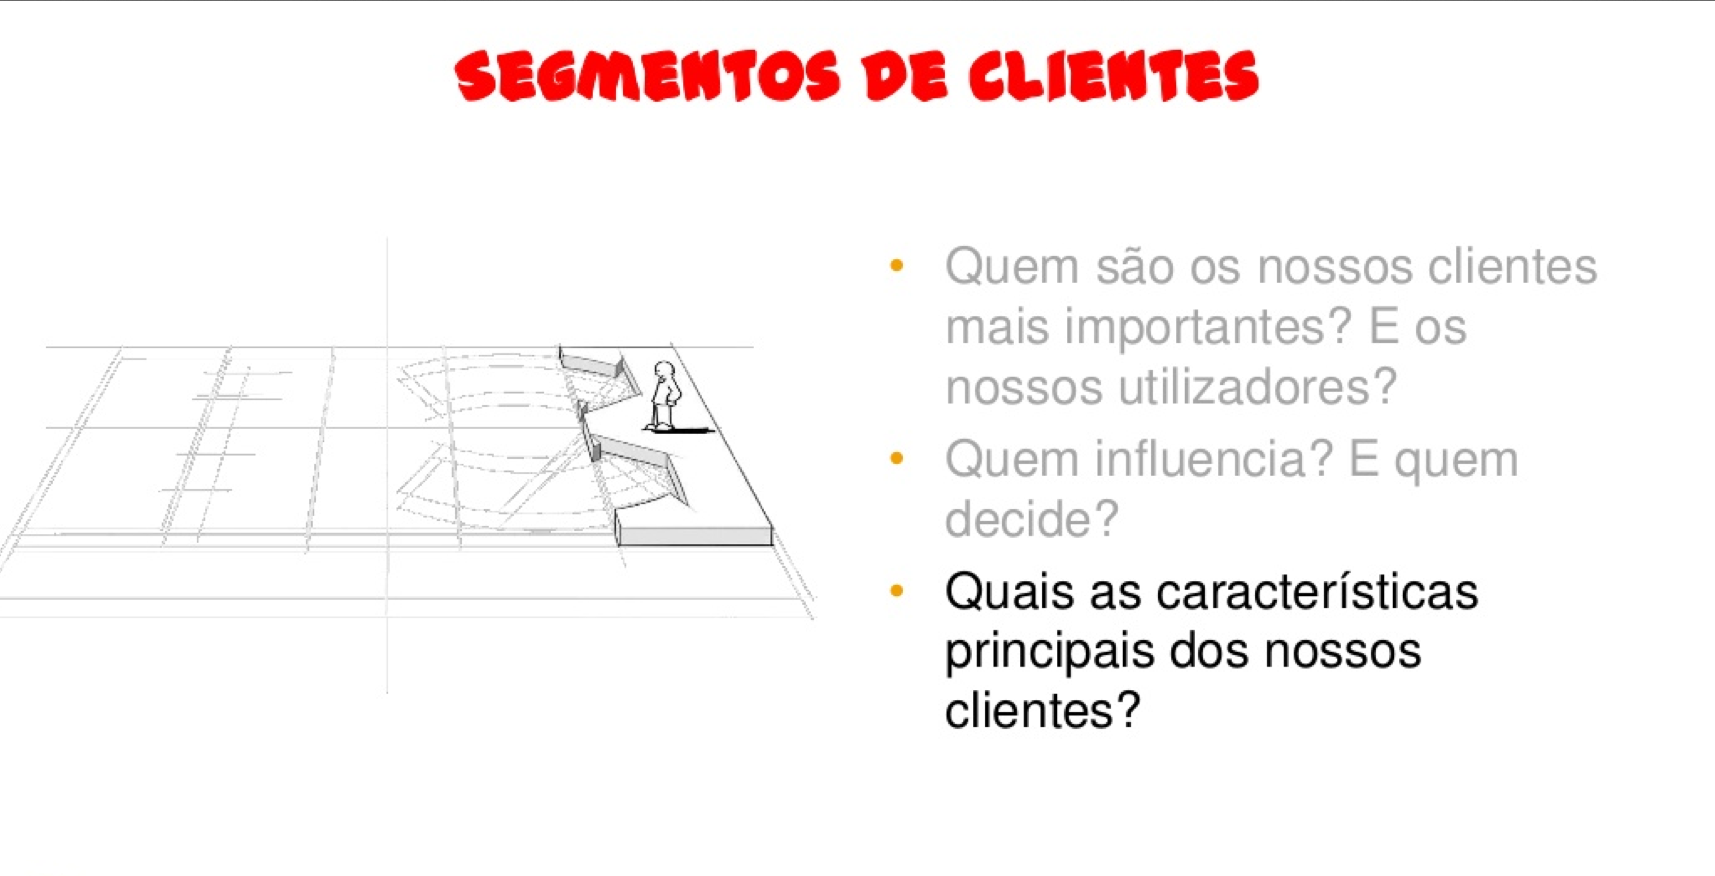 SEGMENTOS DE CLIENTES
• Quem são os nossos clientes
mais importantes? E os
nossos utilizadores?
• Quem influencia? E quem
decide?
• Quais as características
principais dos nossos
clientes?